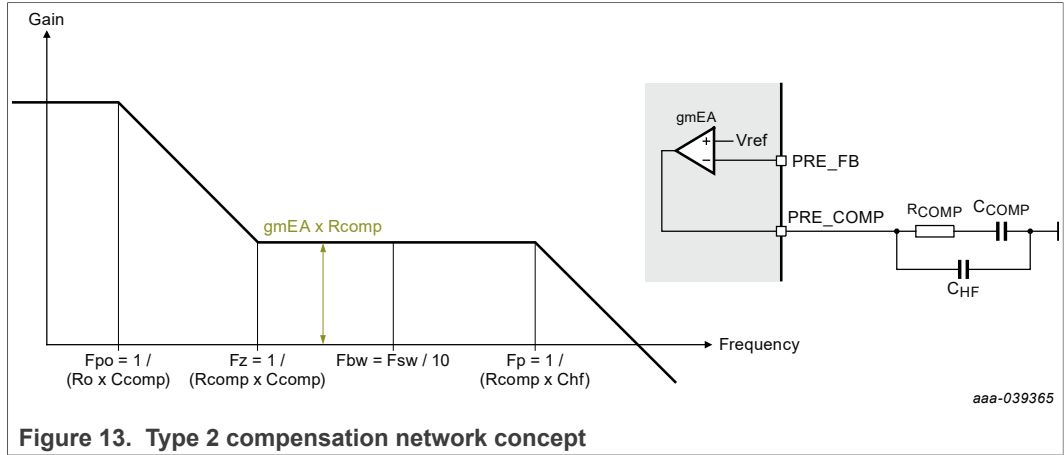 Gain
gmEA
Vref
PRE_FB
PRE_COMP
RCOMP
CCOMP
CHF
gmEA x Rcomp
Frequency
Fpo = 1 /
(Ro x Ccomp)
Fz = 1 /
(Rcomp x Ccomp)
Fbw = Fsw / 10
Fp = 1 /
(Rcomp x Chf)
aaa-039365
Figure 13. Type 2 compensation network concept